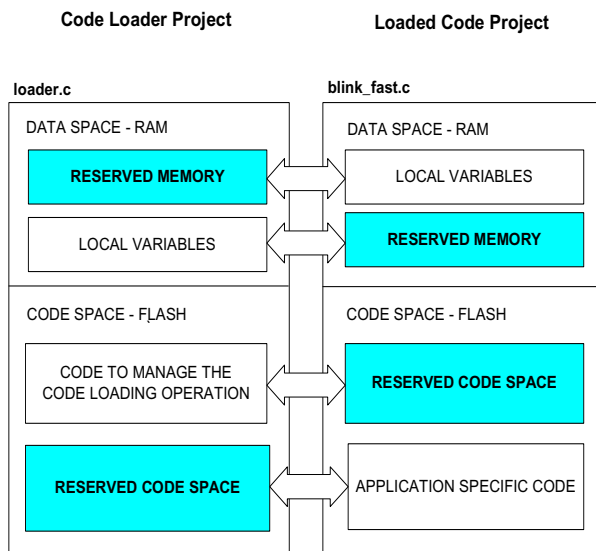 Code Loader Project
Loaded Code Project
loader.c
DATA SPACE - RAM
RESERVED MEMORY
LOCAL VARIABLES
CODE SPACE - FLASH
CODE TO MANAGE THE
CODE LOADING OPERATION
RESERVED CODE SPACE
blink_fast.c
DATA SPACE - RAM
LOCAL VARIABLES
RESERVED MEMORY
CODE SPACE - FLASH
RESERVED CODE SPACE
APPLICATION SPECIFIC CODE